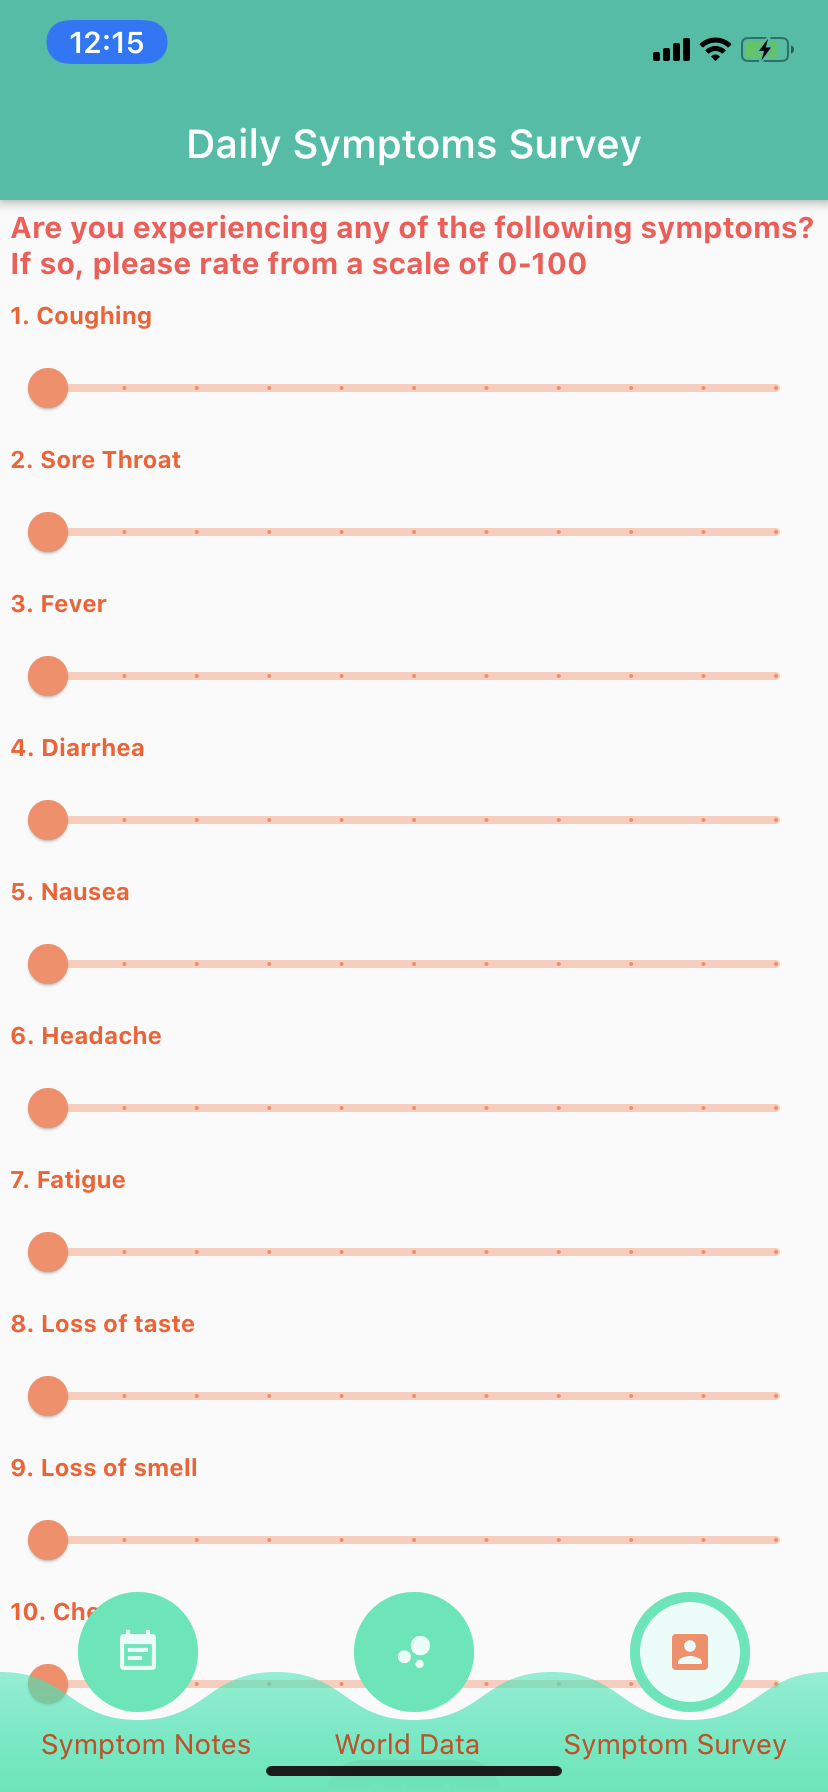 12:15
Daily Symptoms Survey
Are you experiencing any of the following symptoms?
If so, please rate from a scale of 0-100
1. Coughing
2. Sore Throat
3. Fever
4. Diarrhea
5. Nausea
6. Headache
7. Fatigue
8. Loss of taste
9. Loss of smell
10.
Symptom Notes
World Data
Symptom Survey